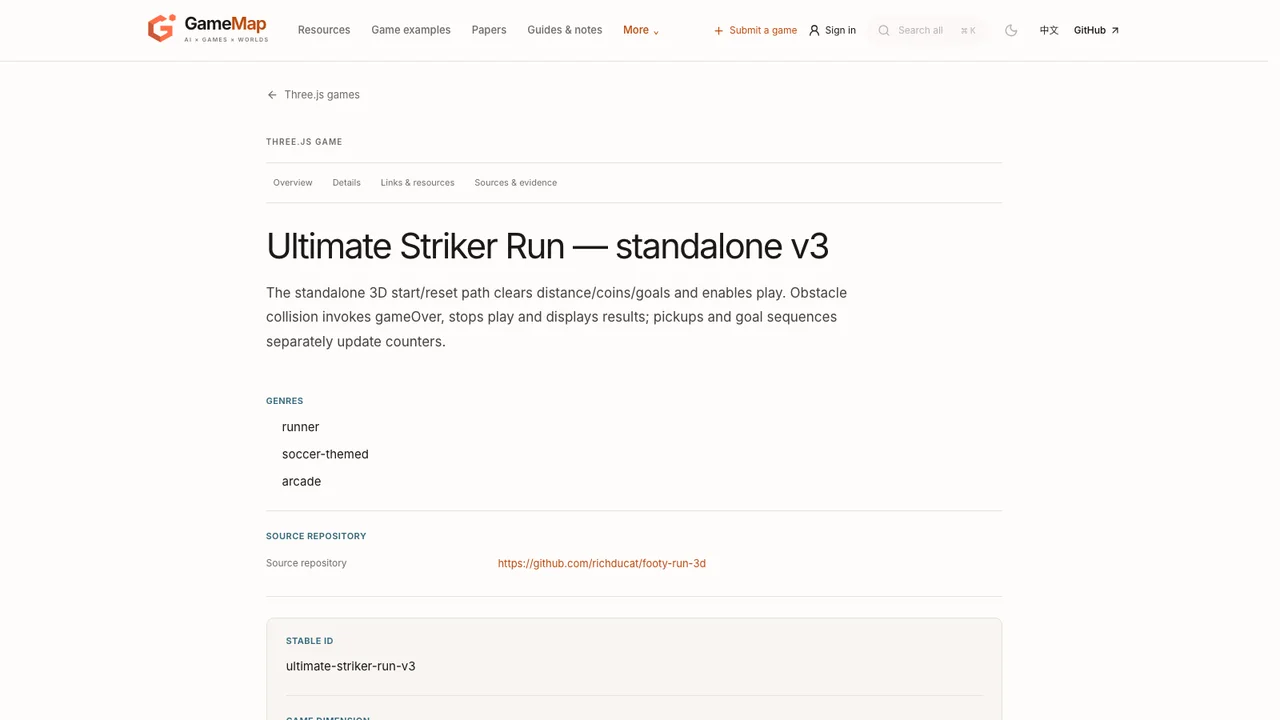 GameMap
AI × GAMES × WORLDS
Resources
Game examples
Papers
Guides & notes
More
Submit a game
Sign in
Search all
⌘ K
中文
GitHub ↗
← Three.js games
THREE.JS GAME
Overview
Details
Links & resources
Sources & evidence
Ultimate Striker Run — standalone v3
The standalone 3D start/reset path clears distance/coins/goals and enables play. Obstacle
collision invokes gameOver, stops play and displays results; pickups and goal sequences
separately update counters.
GENRES
runner
soccer-themed
arcade
SOURCE REPOSITORY
Source repository
https://github.com/richducat/footy-run-3d
STABLE ID
ultimate-striker-run-v3
GAME DIMENSION